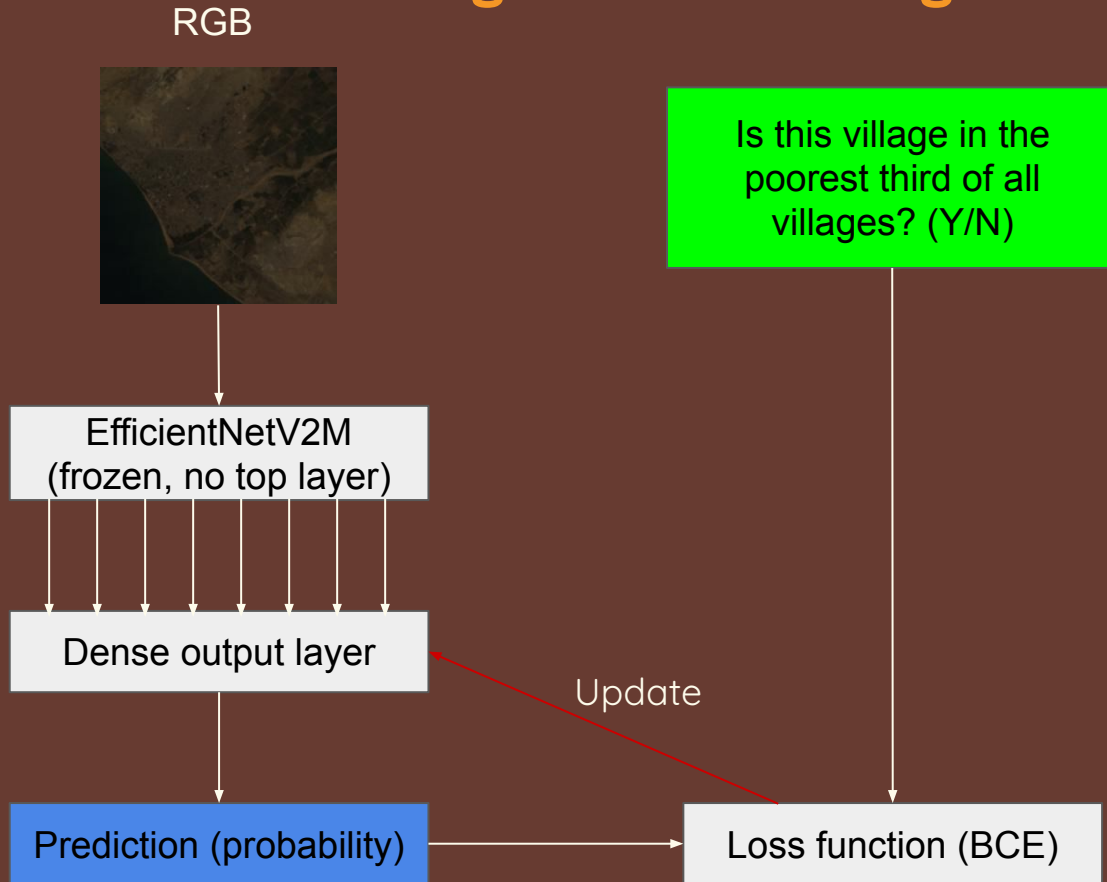 RGB
Is this village in the
poorest third of all
villages? (Y/N)
EfficientNetV2M
(frozen, no top layer)
Dense output layer
Update
Prediction (probability)
Loss function (BCE)